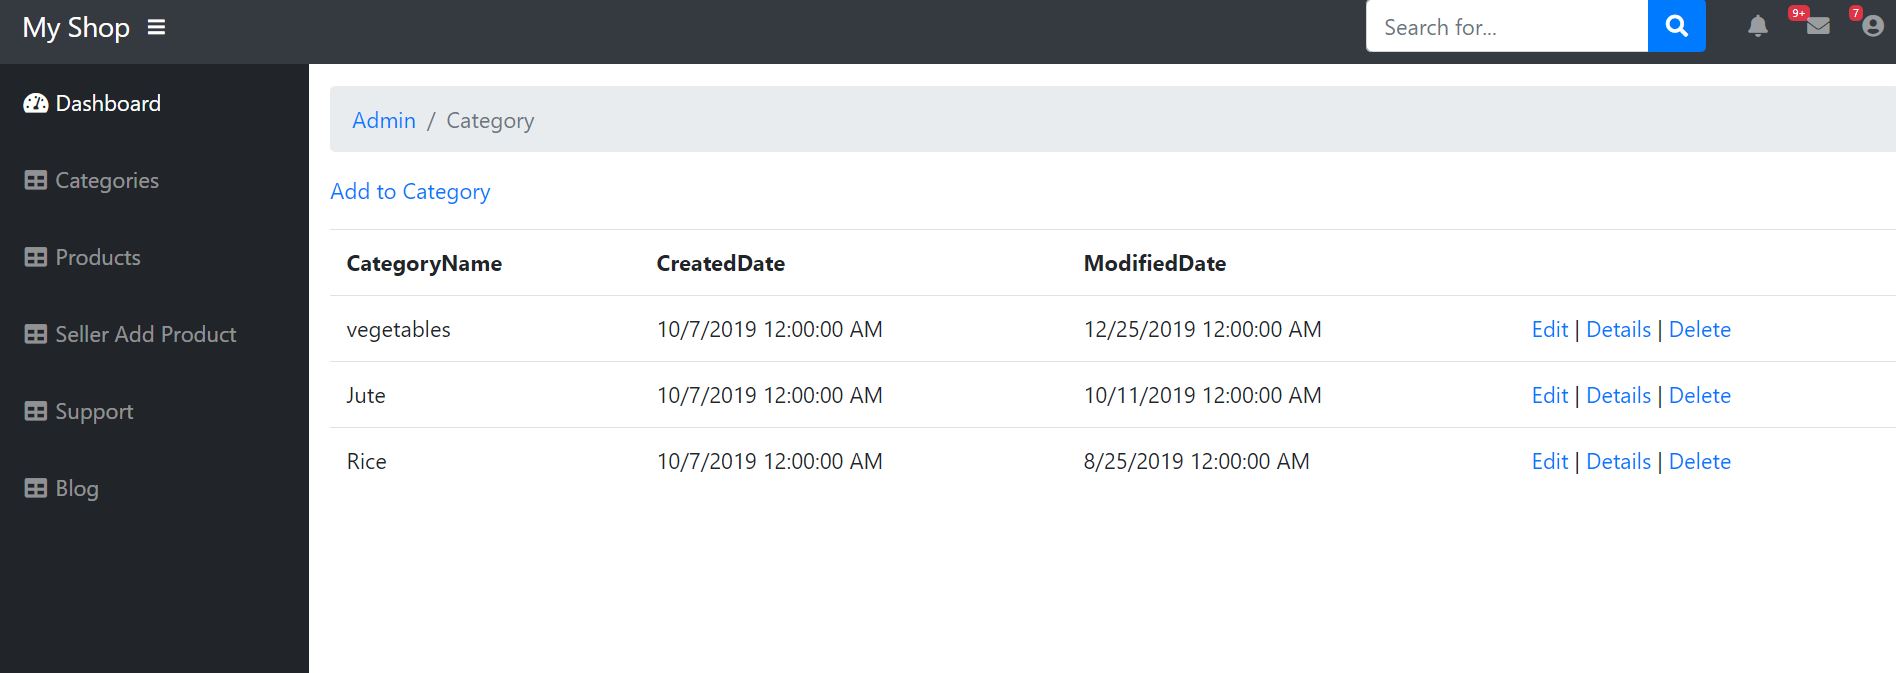 My Shop
Search for...
9+
7
Dashboard
Categories
Products
Seller Add Product
Support
Blog
Admin / Category
Add to Category
CategoryName CreatedDate ModifiedDate
vegetables 10/7/2019 12:00:00 AM 12/25/2019 12:00:00 AM Edit | Details | Delete
Jute 10/7/2019 12:00:00 AM 10/11/2019 12:00:00 AM Edit | Details | Delete
Rice 10/7/2019 12:00:00 AM 8/25/2019 12:00:00 AM Edit | Details | Delete